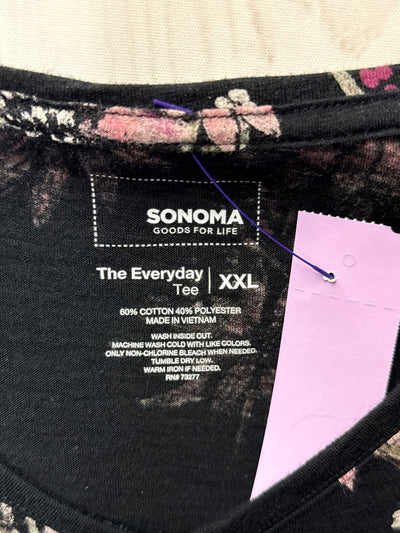 SONOMA
GOODS FOR LIFE
The Everyday
Tee
XXL
60% COTTON 40% POLYESTER
MADE IN VIETNAM
WASH INSIDE OUT.
MACHINE WASH COLD WITH LIKE COLORS.
ONLY NON-CHLORINE BLEACH WHEN NEEDED.
TUMBLE DRY LOW.
WARM IRON IF NEEDED.
RN# 73277